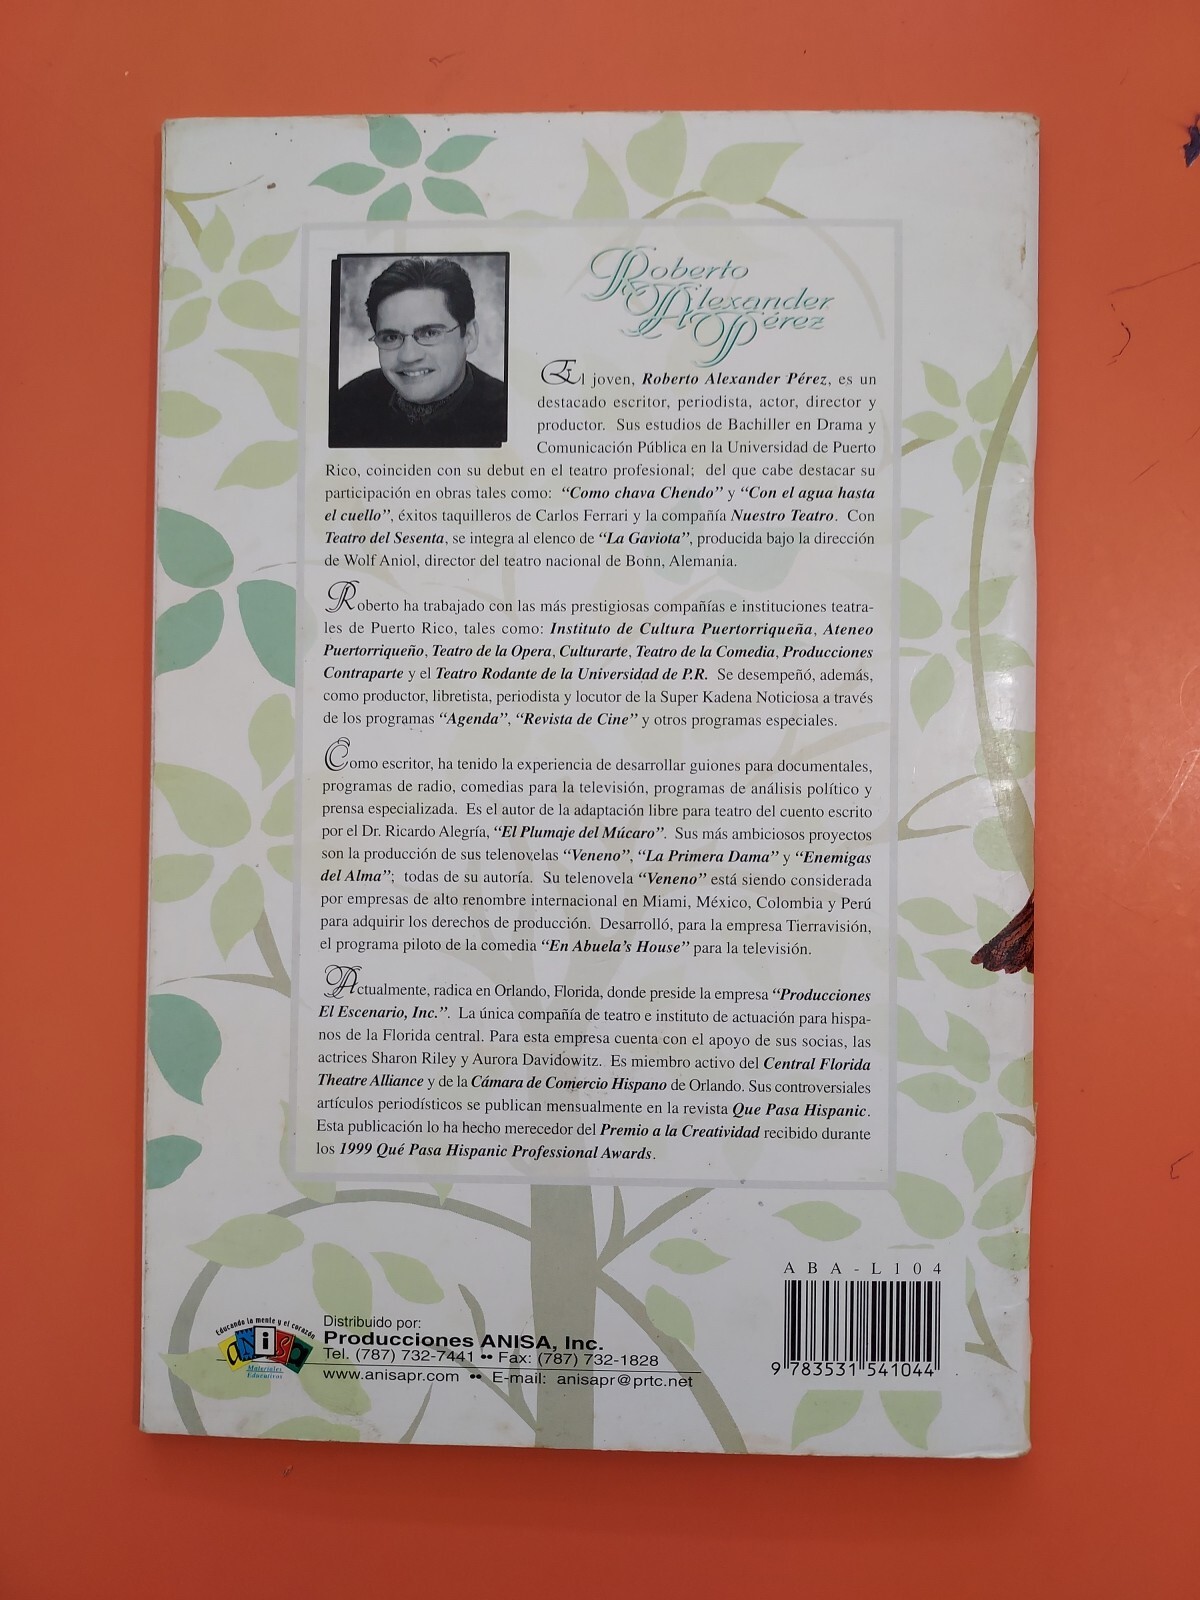 Roberto
Alexander
Pérez
El joven, Roberto Alexander Pérez, es un
destacado escritor, periodista, actor, director y
productor. Sus estudios de Bachiller en Drama y
Comunicación Pública en la Universidad de Puerto
Rico, coinciden con su debut en el teatro profesional; del que cabe destacar su
participación en obras tales como: “Como chava Chendo” y “Con el agua hasta
el cuello”, éxitos taquilleros de Carlos Ferrari y la compañía Nuestro Teatro. Con
Teatro del Sesenta, se integra al elenco de “La Gaviota”, producida bajo la dirección
de Wolf Aniol, director del teatro nacional de Bonn, Alemania.
Roberto ha trabajado con las más prestigiosas compañías e instituciones teatra-
les de Puerto Rico, tales como: Instituto de Cultura Puertorriqueña, Ateneo
Puertorriqueño, Teatro de la Opera, Culturarte, Teatro de la Comedia, Producciones
Contraparte y el Teatro Rodante de la Universidad de P.R. Se desempeñó, además,
como productor, libretista, periodista y locutor de la Super Kadena Noticiosa a través
de los programas “Agenda”, “Revista de Cine” y otros programas especiales.
Como escritor, ha tenido la experiencia de desarrollar guiones para documentales,
programas de radio, comedias para la televisión, programas de análisis político y
prensa especializada. Es el autor de la adaptación libre para teatro del cuento escrito
por el Dr. Ricardo Alegría, “El Plumaje del Múcaro”. Sus más ambiciosos proyectos
son la producción de sus telenovelas “Veneno”, “La Primera Dama” y “Enemigas
del Alma”; todas de su autoría. Su telenovela “Veneno” está siendo considerada
por empresas de alto renombre internacional en Miami, México, Colombia y Perú
para adquirir los derechos de producción. Desarrolló, para la empresa Tierravisión,
el programa piloto de la comedia “En Abuela's House” para la televisión.
Actualmente, radica en Orlando, Florida, donde preside la empresa “Producciones
El Escenario, Inc.”. La única compañía de teatro e instituto de actuación para hispa-
nos de la Florida central. Para esta empresa cuenta con el apoyo de sus socias, las
actrices Sharon Riley y Aurora Davidowitz. Es miembro activo del Central Florida
Theatre Alliance y de la Cámara de Comercio Hispano de Orlando. Sus controversiales
artículos periodísticos se publican mensualmente en la revista Que Pasa Hispanic.
Esta publicación lo ha hecho merecedor del Premio a la Creatividad recibido durante
los 1999 Qué Pasa Hispanic Professional Awards.
ABA-L104
9 783531 541044
Educando la mente y el corazón
anisa
Materiales
Educativos
Distribuido por:
Producciones ANISA, Inc.
Tel. (787) 732-7441 •• Fax: (787) 732-1828
www.anisapr.com •• E-mail: anisapr@prtc.net